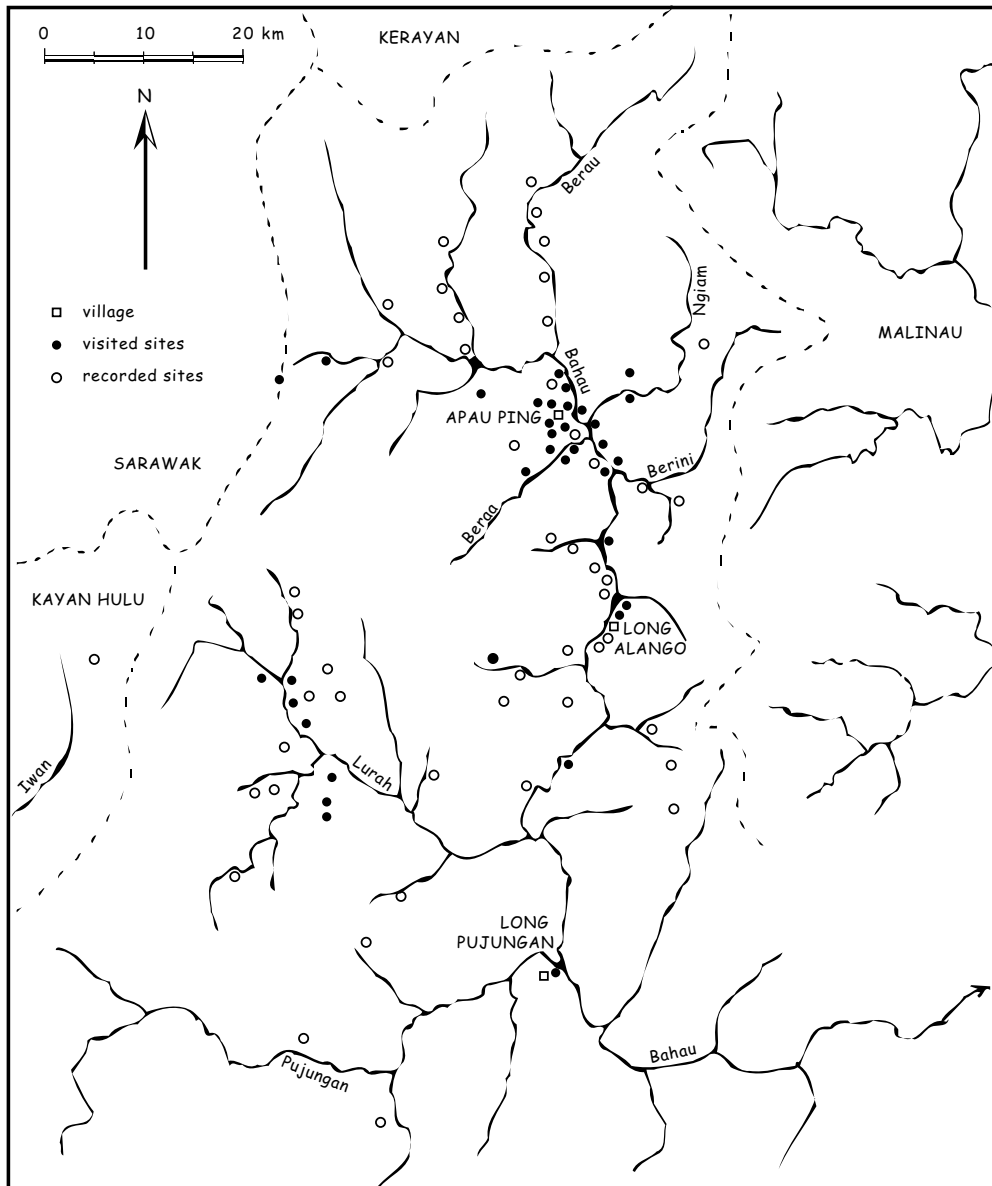 0 10 20 km
KERAYAN
N
Berau
Ngiam
village
visited sites
recorded sites
MALINAU
Bahau
APAU PING
SARAWAK
Berini
Beraa
KAYAN HULU
LONG
ALANGO
Iwan
Lurah
LONG
PUJUNGAN
Bahau
Pujungan